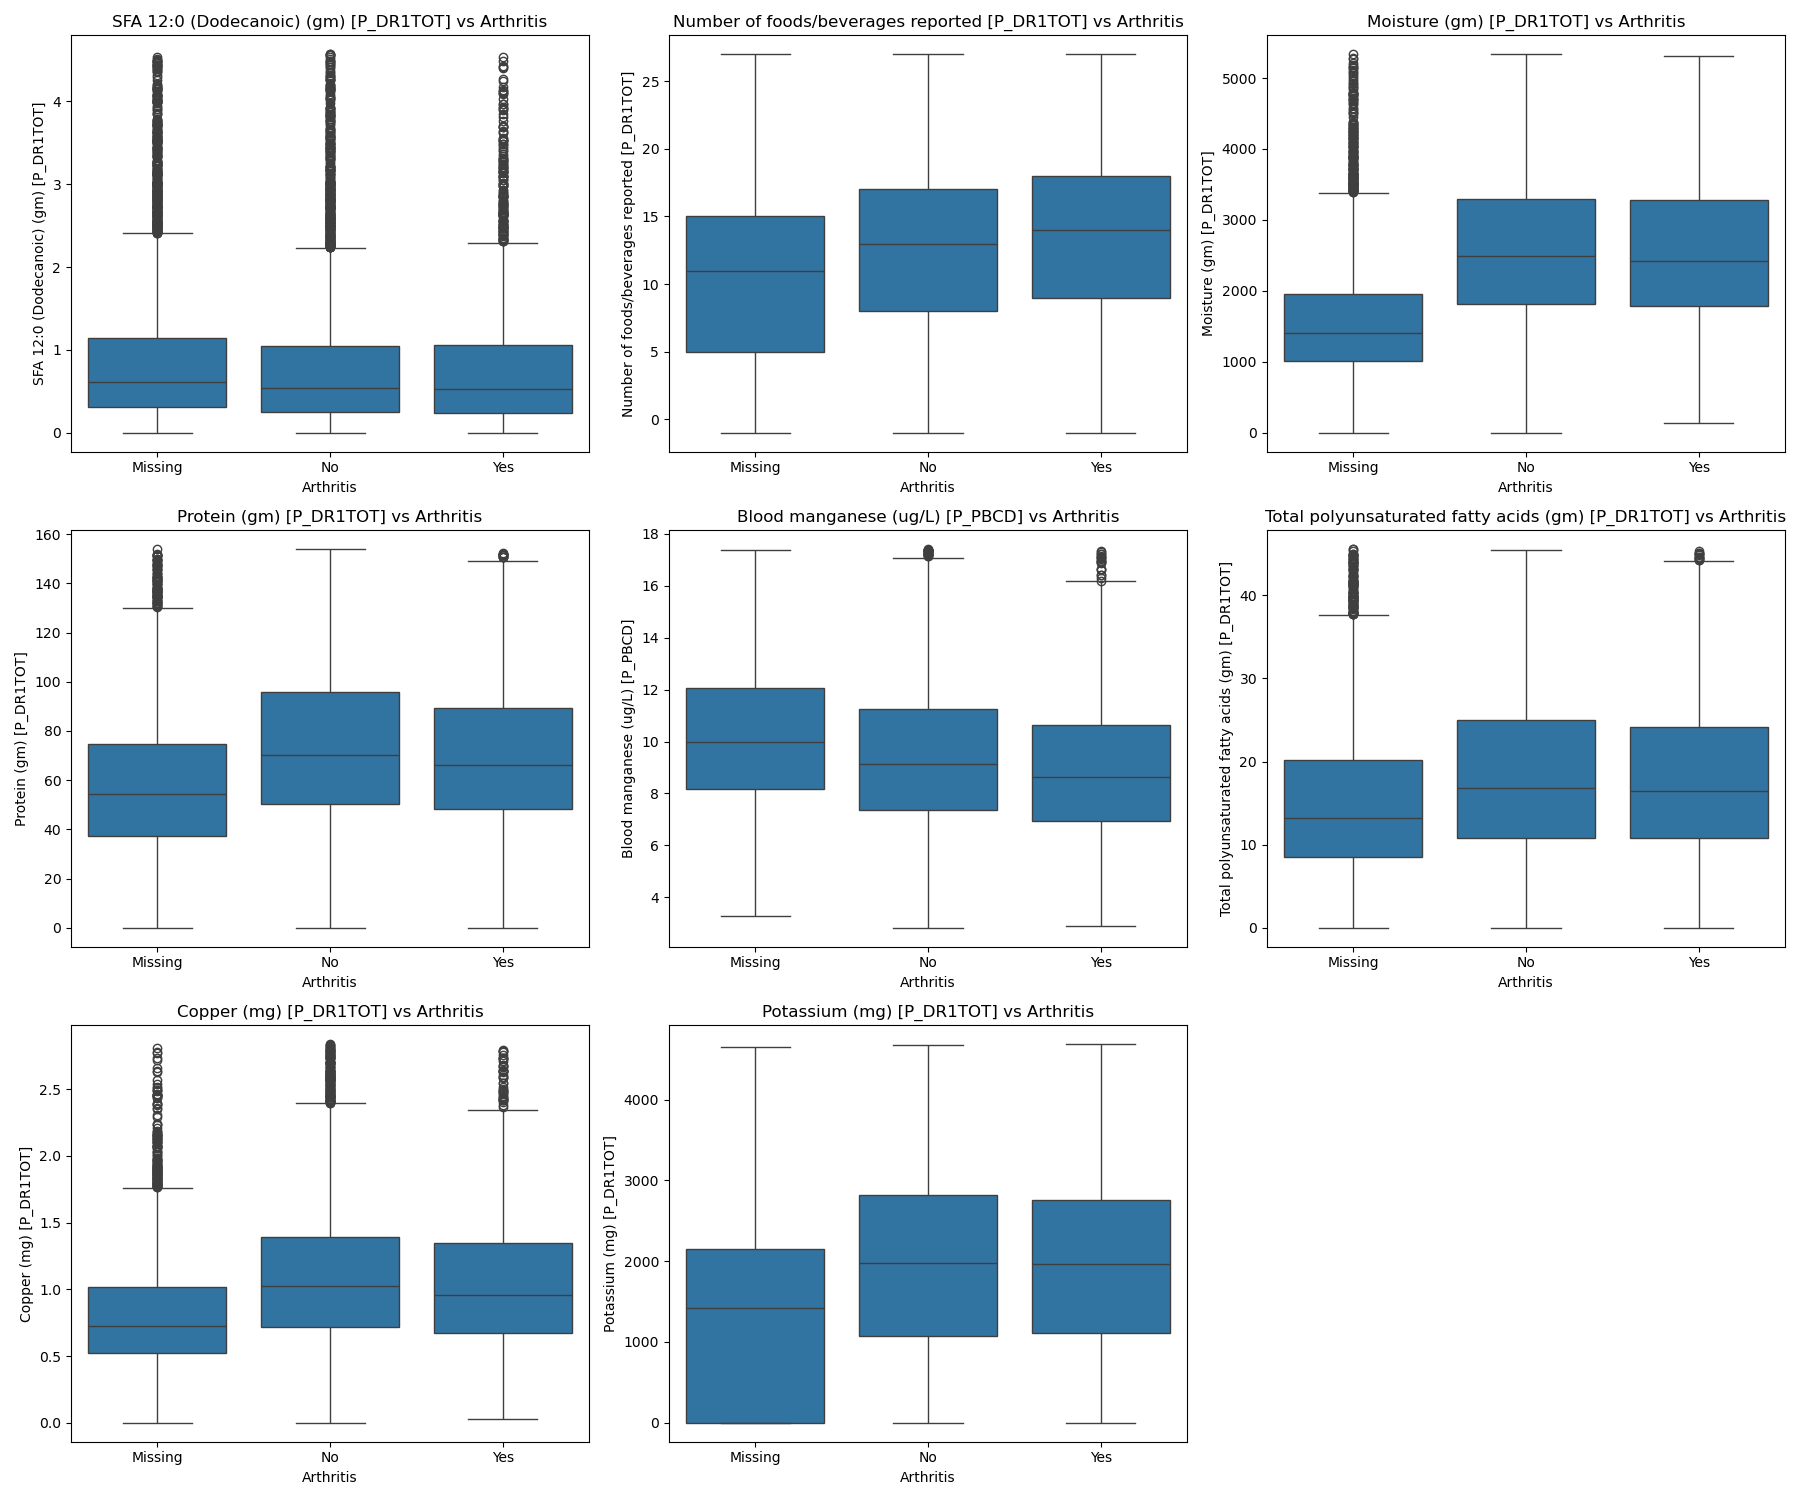 SFA 12:0 (Dodecanoic) (gm) [P_DR1TOT] vs Arthritis
SFA 12:0 (Dodecanoic) (gm) [P_DR1TOT]
4
3
2
1
0
Missing No Yes
Arthritis
Number of foods/beverages reported [P_DR1TOT] vs Arthritis
Number of foods/beverages reported [P_DR1TOT]
25
20
15
10
5
0
Missing No Yes
Arthritis
Moisture (gm) [P_DR1TOT] vs Arthritis
Moisture (gm) [P_DR1TOT]
5000
4000
3000
2000
1000
0
Missing No Yes
Arthritis
Protein (gm) [P_DR1TOT] vs Arthritis
Protein (gm) [P_DR1TOT]
160
140
120
100
80
60
40
20
0
Missing No Yes
Arthritis
Blood manganese (ug/L) [P_PBCD] vs Arthritis
Blood manganese (ug/L) [P_PBCD]
18
16
14
12
10
8
6
4
Missing No Yes
Arthritis
Total polyunsaturated fatty acids (gm) [P_DR1TOT] vs Arthritis
Total polyunsaturated fatty acids (gm) [P_DR1TOT]
40
30
20
10
0
Missing No Yes
Arthritis
Copper (mg) [P_DR1TOT] vs Arthritis
Copper (mg) [P_DR1TOT]
2.5
2.0
1.5
1.0
0.5
0.0
Missing No Yes
Arthritis
Potassium (mg) [P_DR1TOT] vs Arthritis
Potassium (mg) [P_DR1TOT]
4000
3000
2000
1000
0
Missing No Yes
Arthritis